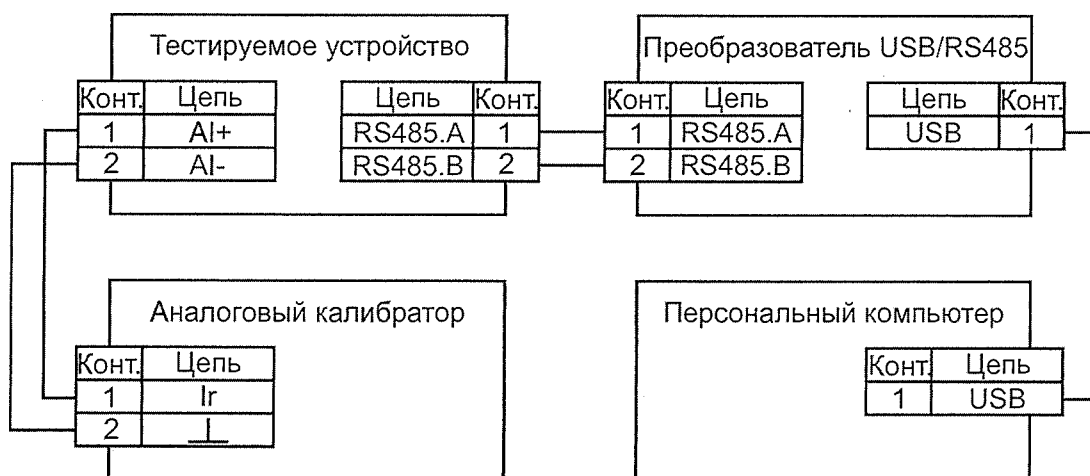 Тестируемое устройство
Конт. Цепь
1 AI+
2 AI-
Цепь Конт.
RS485.A 1
RS485.B 2
Преобразователь USB/RS485
Конт. Цепь
1 RS485.A
2 RS485.B
Цепь Конт.
USB 1
Аналоговый калибратор
Конт. Цепь
1 Ir
2 ⊥
Персональный компьютер
Конт. Цепь
1 USB